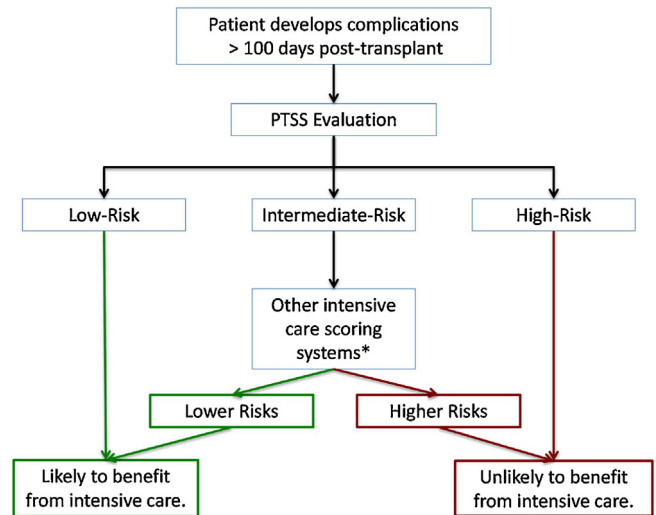 Patient develops complications
> 100 days post-transplant
PTSS Evaluation
Low-Risk
Intermediate-Risk
High-Risk
Other intensive
care scoring
systems*
Lower Risks
Higher Risks
Likely to benefit
from intensive care.
Unlikely to benefit
from intensive care.